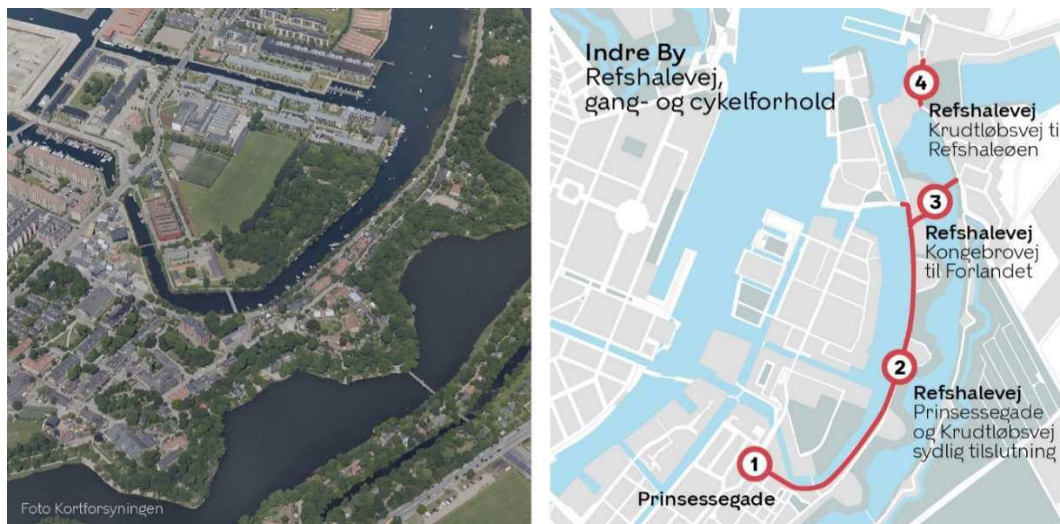 Foto Kortforsyningen
Indre By
Refshalevej,
gang- og cykelforhold
4
Refshalevej
Krudtløbsvej ti
Refshaleøen
3
Refshalevej
Kongebrovej
til Forlandet
2
Refshalevej
Prinsessegade
og Krudtløbsvej
sydlig tilslutning
1
Prinsessegade